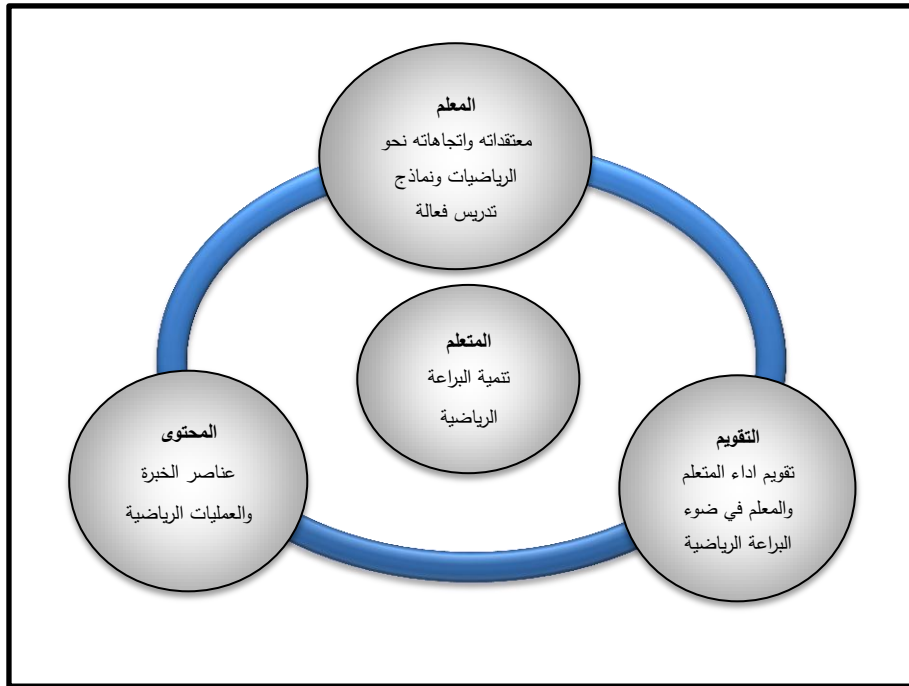 المعلم
معتقداته واتجاهاته نحو
الرياضيات ونماذج
تدريس فعالة
المتعلم
تنمية البراعة
الرياضية
التقويم
تقويم اداء المتعلم
والمعلم في ضوء
البراعة الرياضية
المحتوى
عناصر الخبرة
والعمليات الرياضية